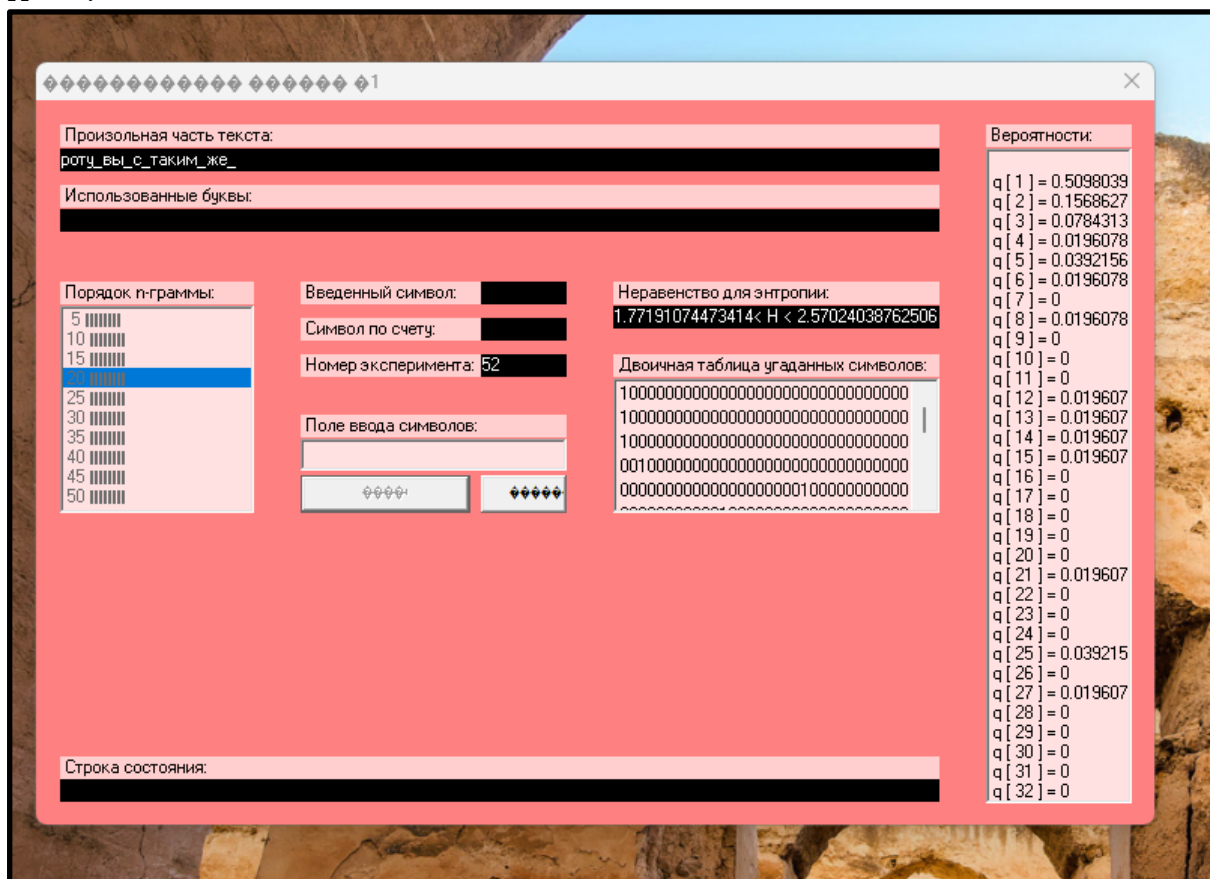 ������������� ������ �1
Произольная часть текста:
роту_вы_с_таким_же_
Использованные буквы:
Порядок n-граммы:
5
10
15
20
25
30
35
40
45
50
Введенный символ:
Символ по счету:
Номер эксперимента: 52
Поле ввода символов:
Неравенство для энтропии:
1.77191074473414< H < 2.57024038762506
Двоичная таблица угаданных символов:
10000000000000000000000000000000
10000000000000000000000000000000
10000000000000000000000000000000
00100000000000000000000000000000
Строка состояния:
Вероятности:
q [ 1 ] = 0.5098039
q [ 2 ] = 0.1568627
q [ 3 ] = 0.0784313
q [ 4 ] = 0.0196078
q [ 5 ] = 0.0392156
q [ 6 ] = 0.0196078
q [ 7 ] = 0
q [ 8 ] = 0.0196078
q [ 9 ] = 0
q [ 10 ] = 0
q [ 11 ] = 0
q [ 12 ] = 0.019607
q [ 13 ] = 0.019607
q [ 14 ] = 0.019607
q [ 15 ] = 0.019607
q [ 16 ] = 0
q [ 17 ] = 0
q [ 18 ] = 0
q [ 19 ] = 0
q [ 20 ] = 0
q [ 21 ] = 0.019607
q [ 22 ] = 0
q [ 23 ] = 0
q [ 24 ] = 0
q [ 25 ] = 0.039215
q [ 26 ] = 0
q [ 27 ] = 0.019607
q [ 28 ] = 0
q [ 29 ] = 0
q [ 30 ] = 0
q [ 31 ] = 0
q [ 32 ] = 0